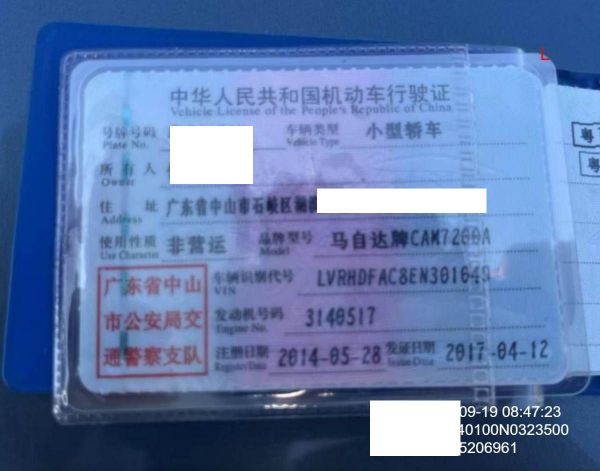 L
中华人民共和国机动车行驶证
Vehicle License of the People's Republic of China
号牌号码 车辆类型 小型轿车
Plate No. Vehicle Type
所有人
Owner
住址 广东省中山市石岐区
Address
使用性质 非营运 品牌型号 马自达牌CAM7200A
Use Character Model
广东省中山 车辆识别代号 LVRHDFAC8EN301649
VIN
市公安局交 发动机号码 3140517
Engine No.
通警察支队 注册日期 2014-05-28 发证日期 2017-04-12
Register Date Issue Date
粤
粤
09-19 08:47:23
40100N0323500
5206961